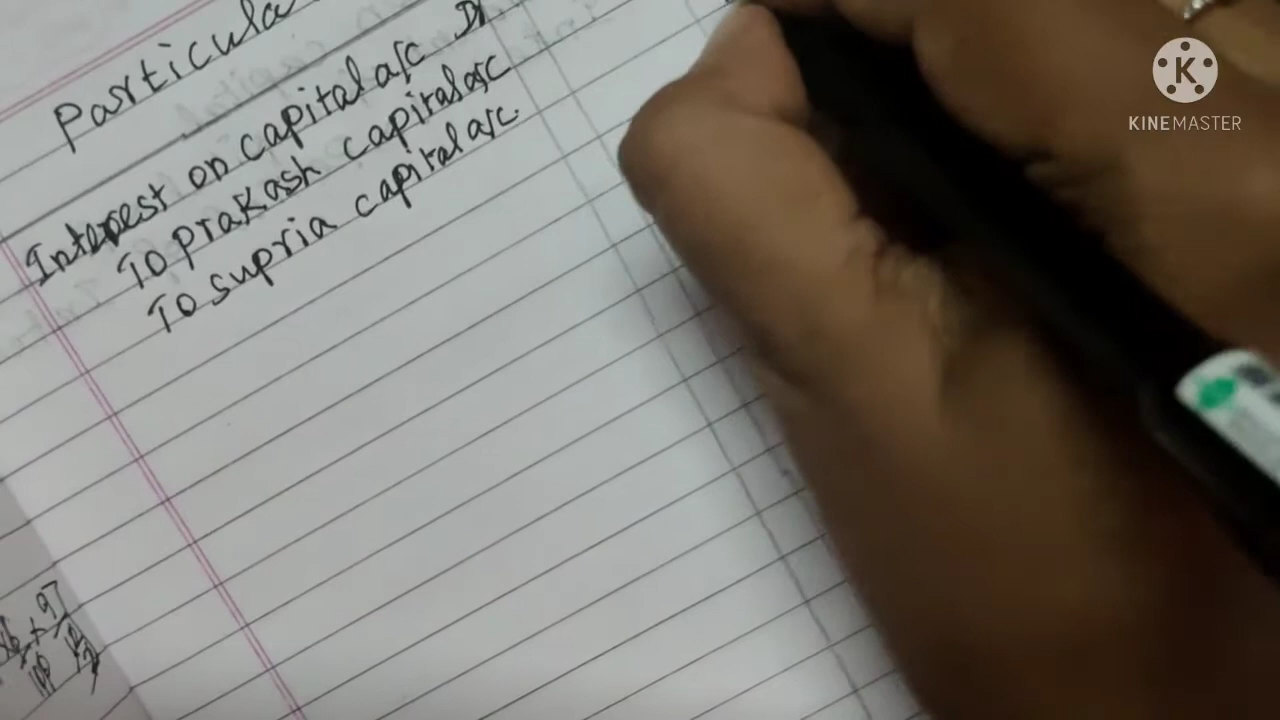 Particula
Interest on capital a/c Dr
To prakash capital a/c
To supria capital a/c
KINEMASTER